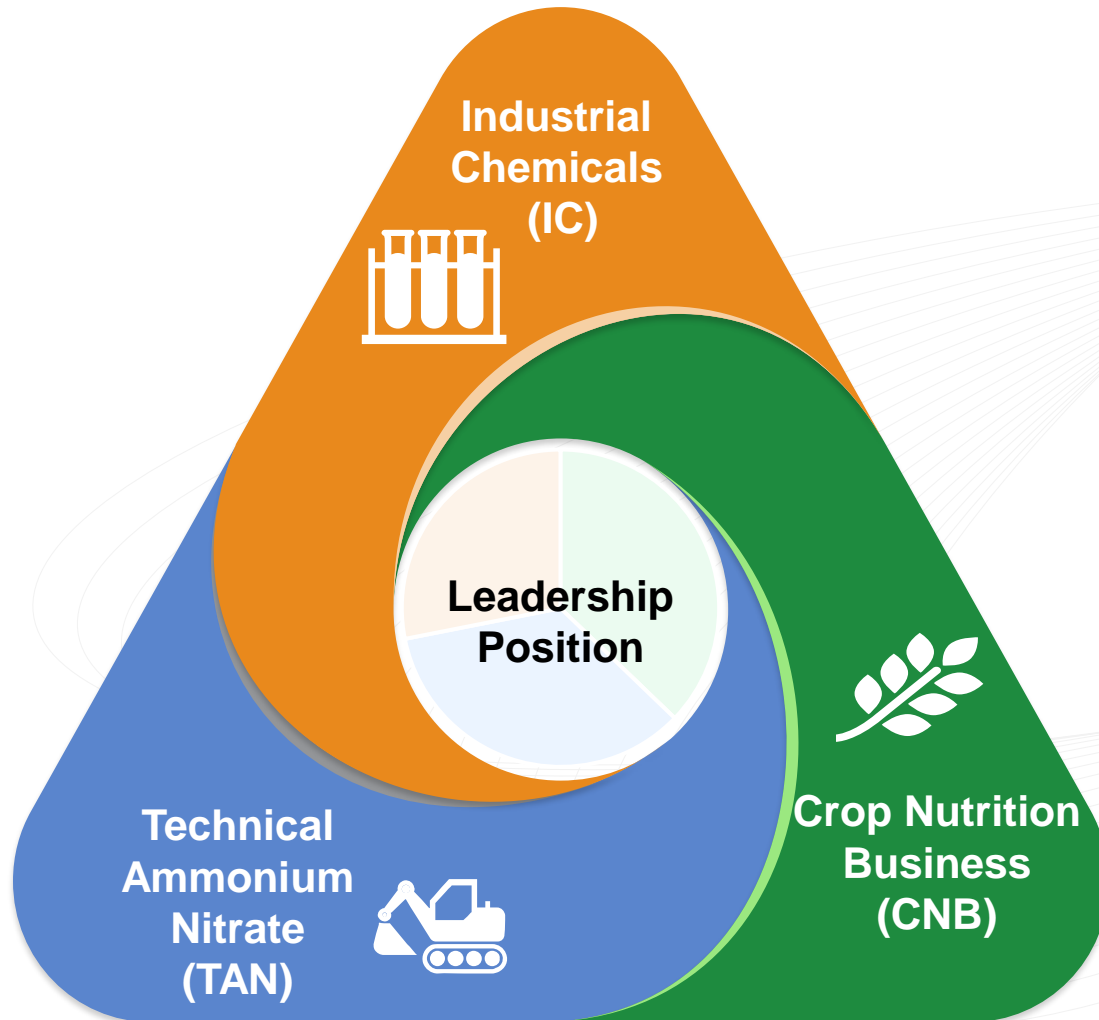 Industrial
Chemicals
(IC)
Leadership
Position
Technical
Ammonium
Nitrate
(TAN)
Crop Nutrition
Business
(CNB)